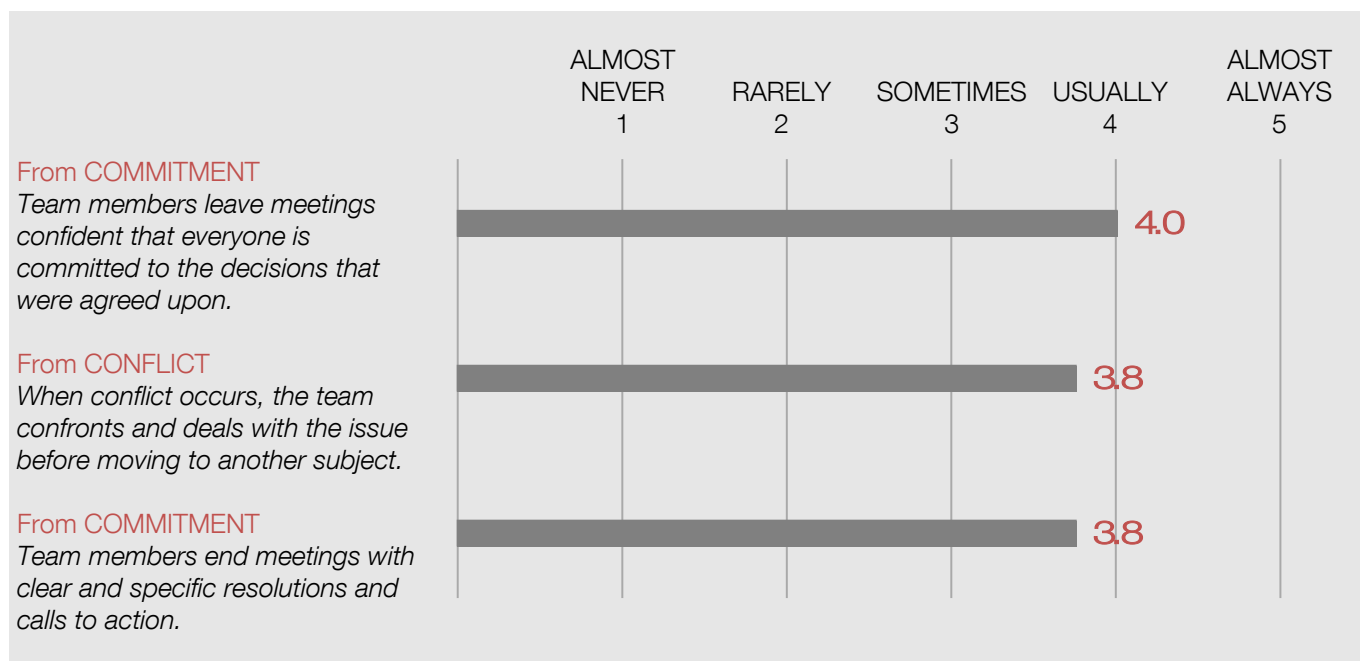 ALMOST
NEVER
1
RARELY
2
SOMETIMES
3
USUALLY
4
ALMOST
ALWAYS
5
From COMMITMENT
Team members leave meetings
confident that everyone is
committed to the decisions that
were agreed upon.
4.0
From CONFLICT
When conflict occurs, the team
confronts and deals with the issue
before moving to another subject.
3.8
From COMMITMENT
Team members end meetings with
clear and specific resolutions and
calls to action.
3.8